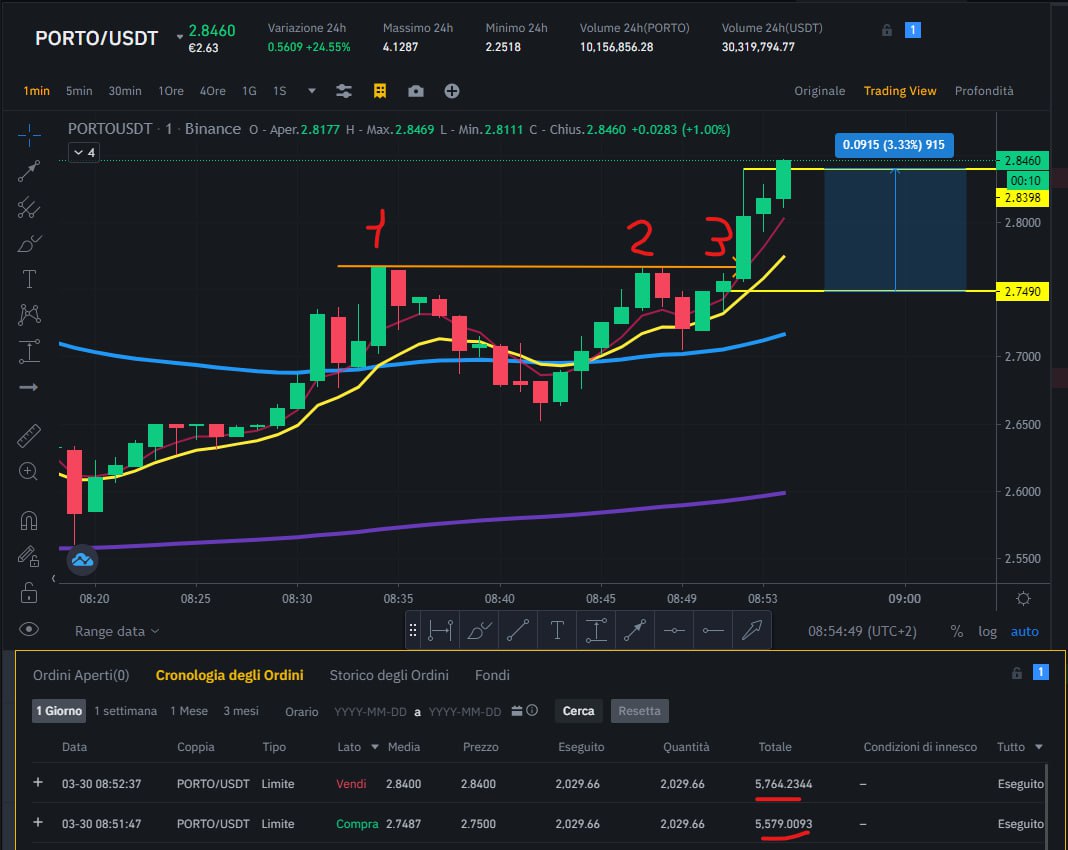 PORTO/USDT 2.8460 €2.63
Variazione 24h 0.5609 +24.55%
Massimo 24h 4.1287
Minimo 24h 2.2518
Volume 24h(PORTO) 10,156,856.28
Volume 24h(USDT) 30,319,794.77
1
1min 5min 30min 1Ore 4Ore 1G 1S
Originale Trading View Profondità
PORTOUSDT · 1 · Binance O - Aper.2.8177 H - Max.2.8469 L - Min.2.8111 C - Chius.2.8460 +0.0283 (+1.00%)
4
0.0915 (3.33%) 915
2.8460
00:10
2.8398
2.8000
2.7490
2.7000
2.6500
2.6000
2.5500
1 2 3
08:20 08:25 08:30 08:35 08:40 08:45 08:49 08:53 09:00
Range data 08:54:49 (UTC+2) % log auto
Ordini Aperti(0) Cronologia degli Ordini Storico degli Ordini Fondi 1
1 Giorno 1 settimana 1 Mese 3 mesi Orario YYYY-MM-DD a YYYY-MM-DD Cerca Resetta
Data Coppia Tipo Lato Media Prezzo Eseguito Quantità Totale Condizioni di innesco Tutto
+ 03-30 08:52:37 PORTO/USDT Limite Vendi 2.8400 2.8400 2,029.66 2,029.66 5,764.2344 – Eseguito
+ 03-30 08:51:47 PORTO/USDT Limite Compra 2.7487 2.7500 2,029.66 2,029.66 5,579.0093 – Eseguito